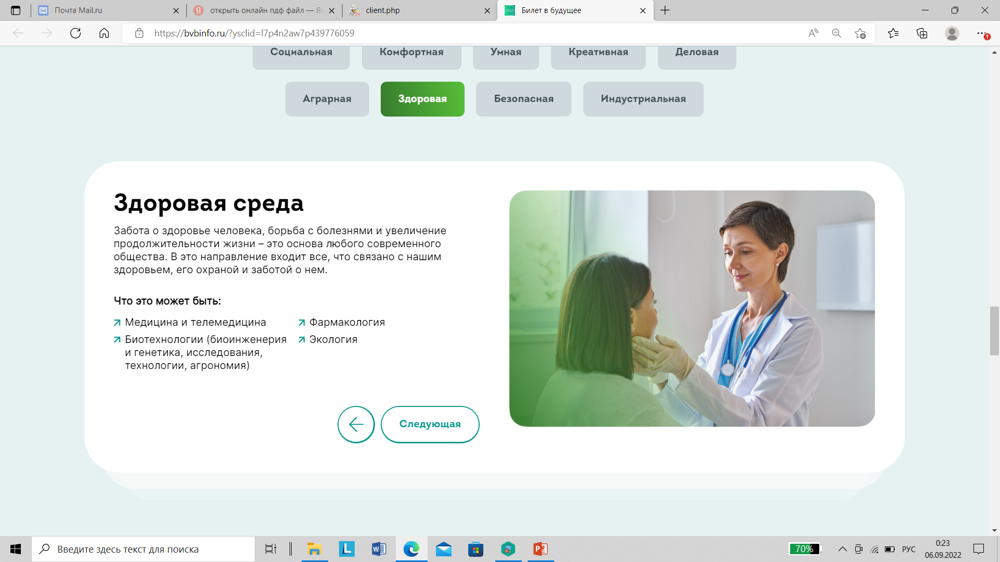 Почта Mail.ru
открыть онлайн пдф файл — Ян
client.php
Билет в будущее
https://bvbinfo.ru/?ysclid=l7p4n2aw7p439776059
Социальная
Комфортная
Умная
Креативная
Деловая
Аграрная
Здоровая
Безопасная
Индустриальная
Здоровая среда
Забота о здоровье человека, борьба с болезнями и увеличение
продолжительности жизни – это основа любого современного
общества. В это направление входит все, что связано с нашим
здоровьем, его охраной и заботой о нем.
Что это может быть:
Медицина и телемедицина
Биотехнологии (биоинженерия
и генетика, исследования,
технологии, агрономия)
Фармакология
Экология
Следующая
Введите здесь текст для поиска
70%
РУС
0:23
06.09.2022